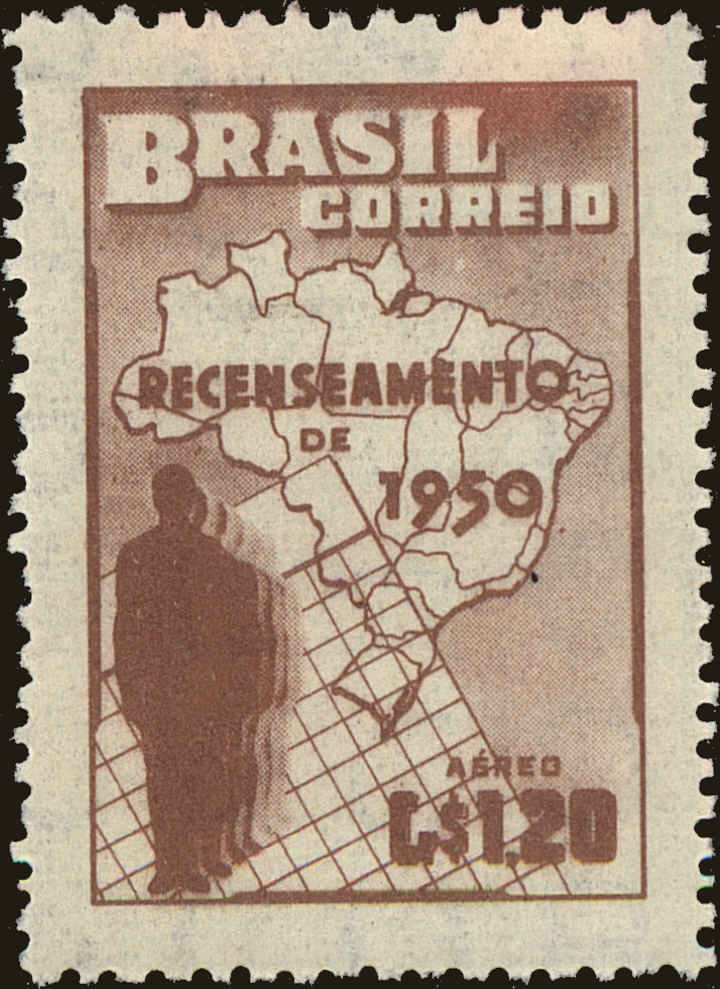 BRASIL
CORREIO
RECENSEAMENTO
DE
1950
AÉREO
Cr$1,20